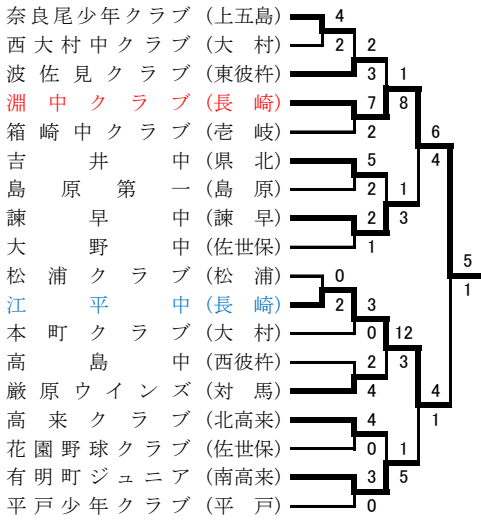 奈良尾少年クラブ(上五島) 4
西大村中クラブ(大村) 2 2
波佐見クラブ(東彼杵) 3 1
淵中クラブ(長崎) 7 8
箱崎中クラブ(壱岐) 2 6
吉井中(県北) 5 4
島原第一(島原) 2 1
諫早中(諫早) 2 3
大野中(佐世保) 1 5
松浦クラブ(松浦) 0 1
江平中(長崎) 2 3
本町クラブ(大村) 0 12
高島中(西彼杵) 2 3
厳原ウインズ(対馬) 4 4
高来クラブ(北高来) 4 1
花園野球クラブ(佐世保) 0 1
有明町ジュニア(南高来) 3 5
平戸少年クラブ(平戸) 0